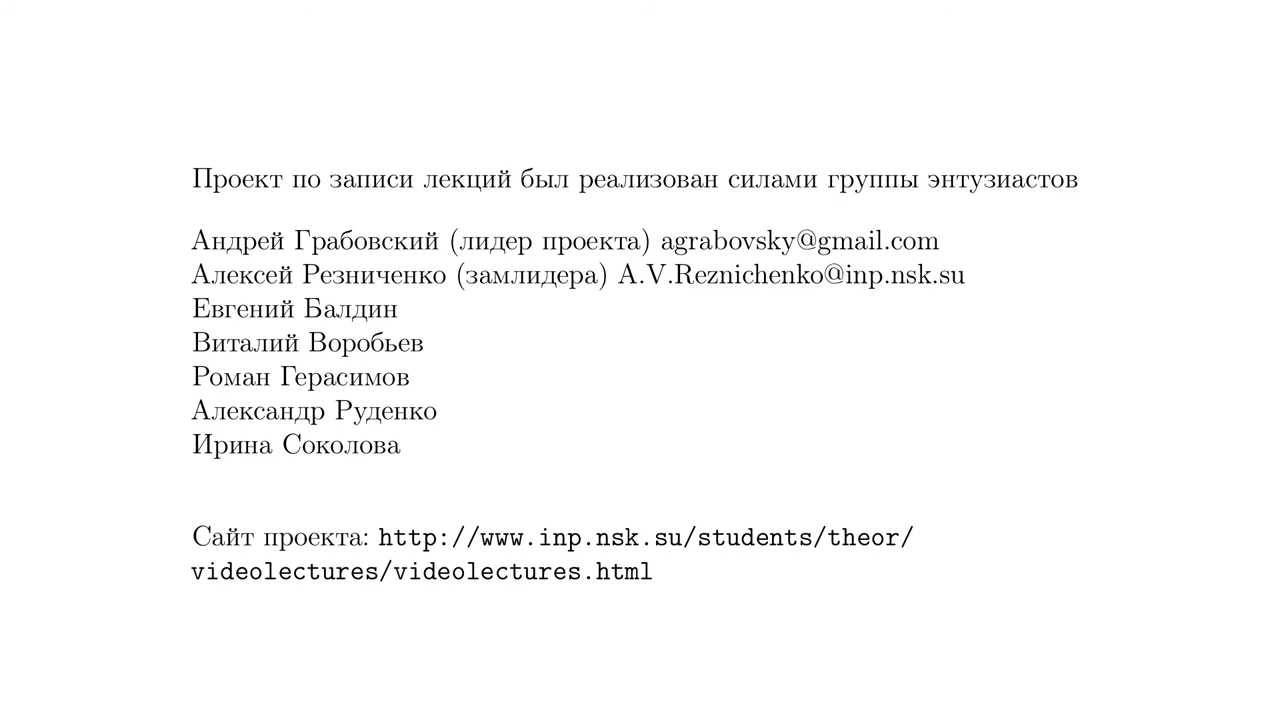 Проект по записи лекций был реализован силами группы энтузиастов
Андрей Грабовский (лидер проекта) agrabovsky@gmail.com
Алексей Резниченко (замлидера) A.V.Reznichenko@inp.nsk.su
Евгений Балдин
Виталий Воробьев
Роман Герасимов
Александр Руденко
Ирина Соколова
Сайт проекта: http://www.inp.nsk.su/students/theor/
videolectures/videolectures.html